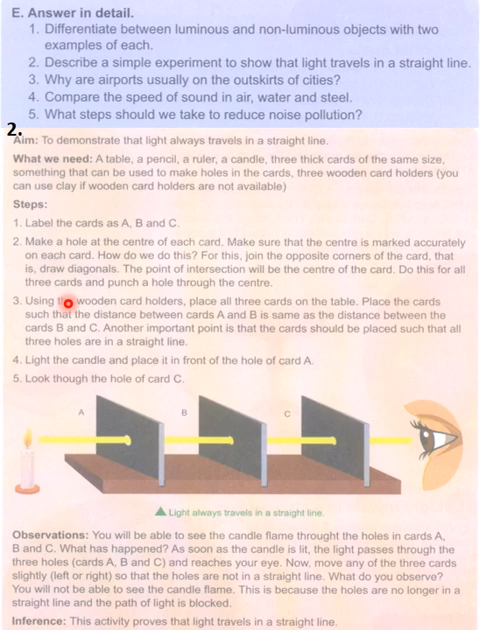 E. Answer in detail.
1. Differentiate between luminous and non-luminous objects with two
examples of each.
2. Describe a simple experiment to show that light travels in a straight line.
3. Why are airports usually on the outskirts of cities?
4. Compare the speed of sound in air, water and steel.
5. What steps should we take to reduce noise pollution?
2.
Aim: To demonstrate that light always travels in a straight line.
What we need: A table, a pencil, a ruler, a candle, three thick cards of the same size,
something that can be used to make holes in the cards, three wooden card holders (you
can use clay if wooden card holders are not available)
Steps:
1. Label the cards as A, B and C.
2. Make a hole at the centre of each card. Make sure that the centre is marked accurately
on each card. How do we do this? For this, join the opposite corners of the card, that
is, draw diagonals. The point of intersection will be the centre of the card. Do this for all
three cards and punch a hole through the centre.
3. Using wooden card holders, place all three cards on the table. Place the cards
such that the distance between cards A and B is same as the distance between the
cards B and C. Another important point is that the cards should be placed such that all
three holes are in a straight line.
4. Light the candle and place it in front of the hole of card A.
5. Look though the hole of card C.
A B C
Light always travels in a straight line.
Observations: You will be able to see the candle flame throught the holes in cards A,
B and C. What has happened? As soon as the candle is lit, the light passes through the
three holes (cards A, B and C) and reaches your eye. Now, move any of the three cards
slightly (left or right) so that the holes are not in a straight line. What do you observe?
You will not be able to see the candle flame. This is because the holes are no longer in a
straight line and the path of light is blocked.
Inference: This activity proves that light travels in a straight line.